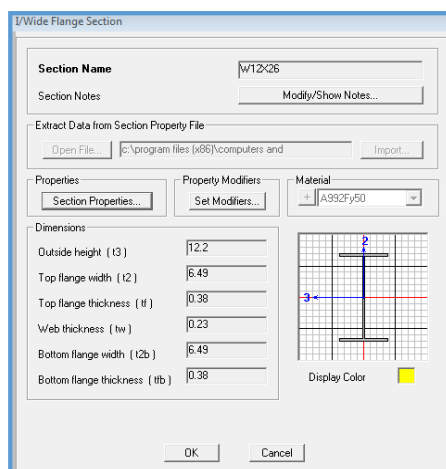 I/Wide Flange Section
Section Name W12X26
Section Notes Modify/Show Notes...
Extract Data from Section Property File
Open File... c:\program files (x86)\computers and Import...
Properties Property Modifiers Material
Section Properties... Set Modifiers... + A992Fy50
Dimensions
Outside height ( t3 ) 12.2
Top flange width ( t2 ) 6.49
Top flange thickness ( tf ) 0.38
Web thickness ( tw ) 0.23
Bottom flange width ( t2b ) 6.49
Bottom flange thickness ( tfb ) 0.38
2
3
Display Color
OK Cancel